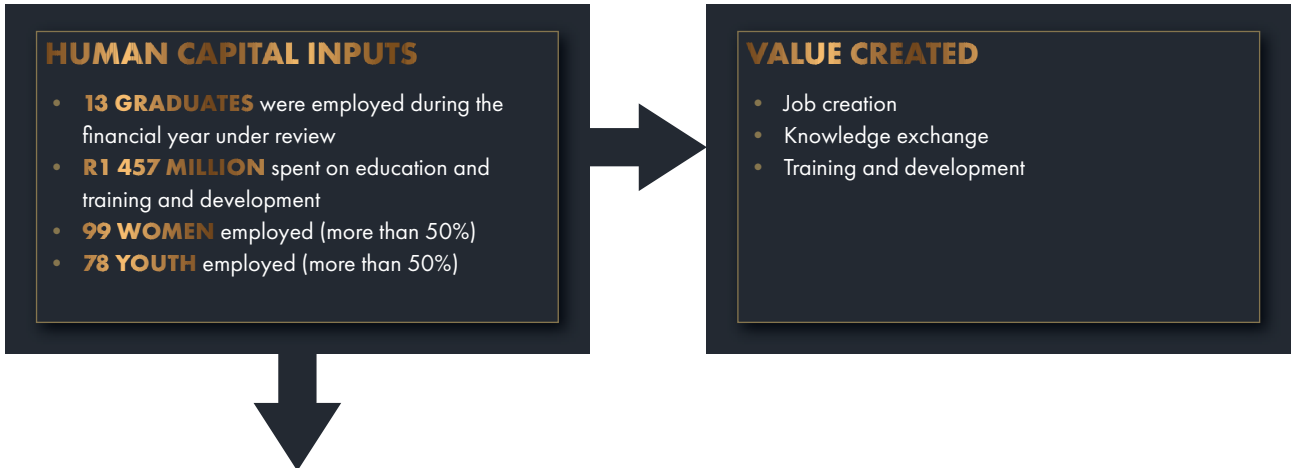 HUMAN CAPITAL INPUTS
• 13 GRADUATES were employed during the
financial year under review
• R1 457 MILLION spent on education and
training and development
• 99 WOMEN employed (more than 50%)
• 78 YOUTH employed (more than 50%)
VALUE CREATED
• Job creation
• Knowledge exchange
• Training and development